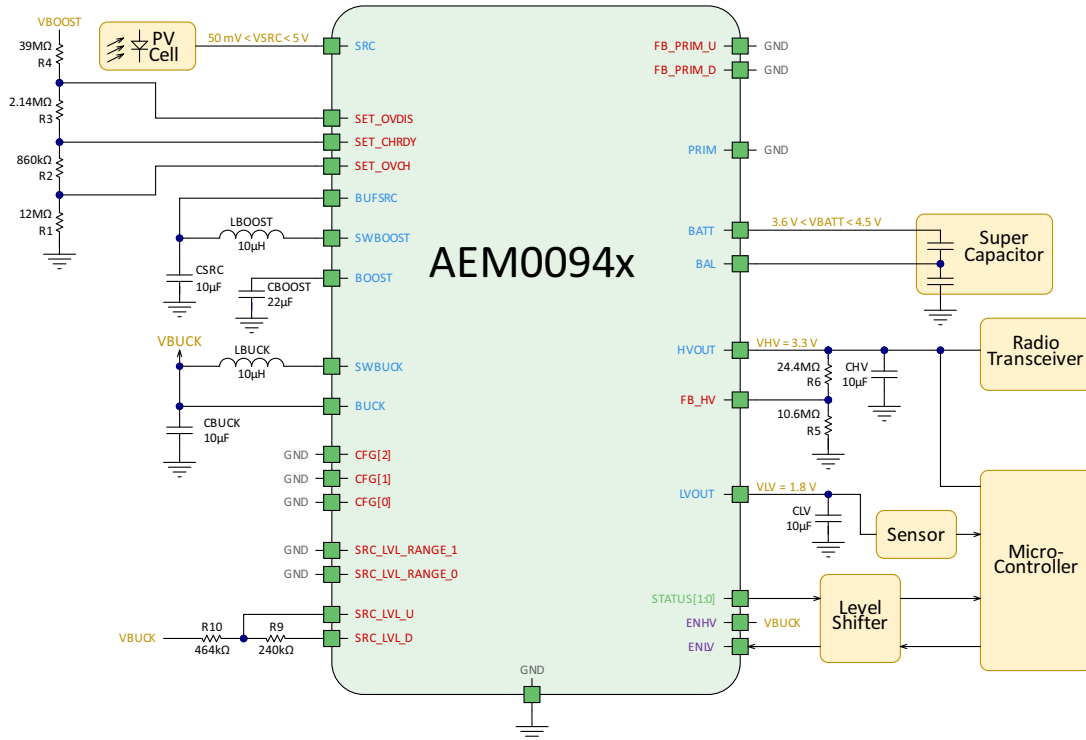 VBOOST
39MΩ
R4
2.14MΩ
R3
860kΩ
R2
12MΩ
R1
PV
Cell
50 mV < VSRC < 5 V
SRC
SET_OVDIS
SET_CHRDY
SET_OVCH
BUFSRC
LBOOST
10µH
SWBOOST
CSRC
10µF
CBOOST
22µF
BOOST
VBUCK
LBUCK
10µH
SWBUCK
BUCK
CBUCK
10µF
GND
CFG[2]
GND
CFG[1]
GND
CFG[0]
GND
SRC_LVL_RANGE_1
GND
SRC_LVL_RANGE_0
SRC_LVL_U
VBUCK
R10
464kΩ
R9
240kΩ
SRC_LVL_D
AEM0094x
GND
FB_PRIM_U
GND
FB_PRIM_D
GND
PRIM
GND
BATT
3.6 V < VBATT < 4.5 V
BAL
Super
Capacitor
HVOUT
VHV = 3.3 V
24.4MΩ
R6
CHV
10µF
Radio
Transceiver
FB_HV
10.6MΩ
R5
LVOUT
VLV = 1.8 V
CLV
10µF
Sensor
Micro-
Controller
STATUS[1:0]
Level
Shifter
ENHV
VBUCK
ENLV